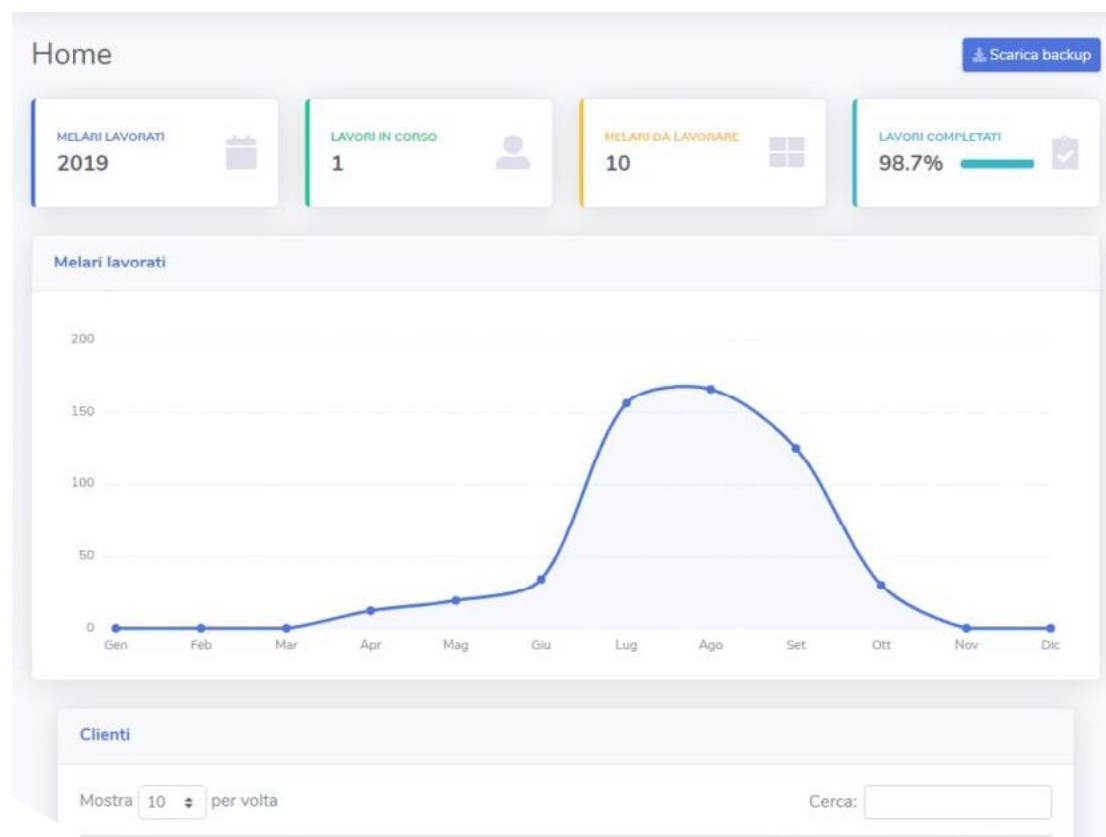 Home
Scarica backup
MELARI LAVORATI
2019
LAVORI IN CORSO
1
MELARI DA LAVORARE
10
LAVORI COMPLETATI
98.7%
Melari lavorati
200
150
100
50
0
Gen Feb Mar Apr Mag Giu Lug Ago Set Ott Nov Dic
Clienti
Mostra 10 per volta
Cerca: